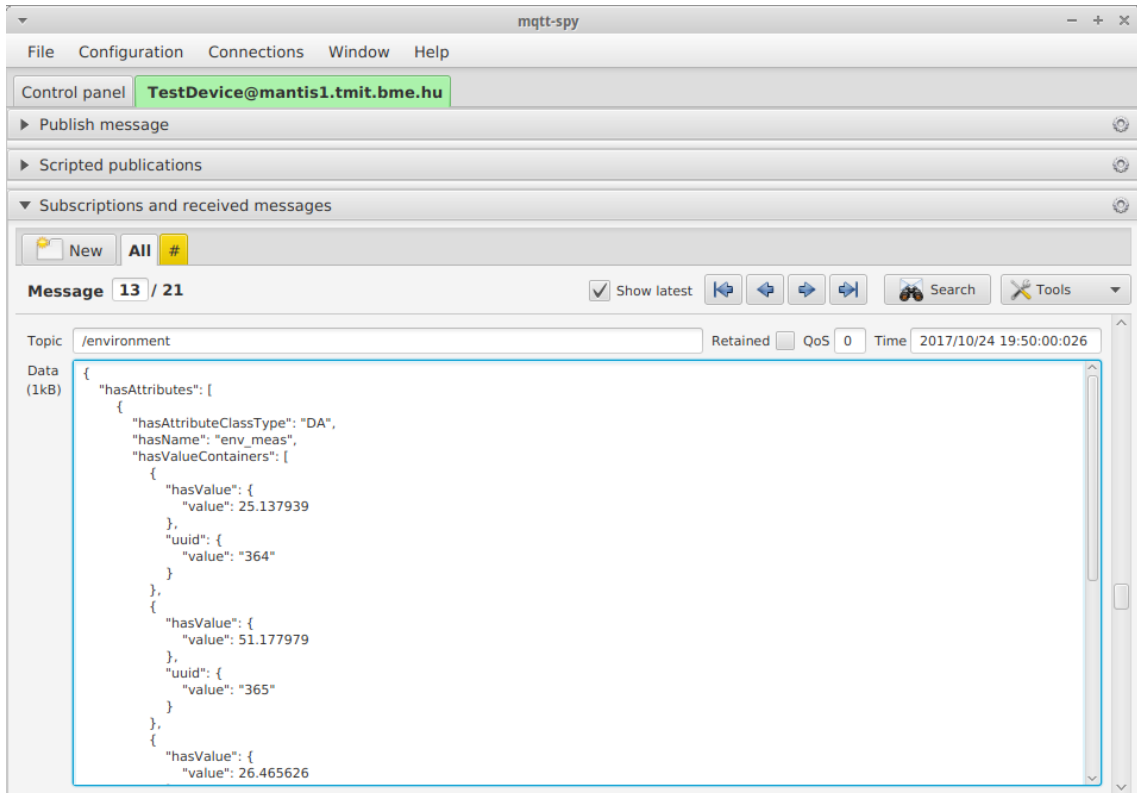 mqtt-spy
File Configuration Connections Window Help
Control panel TestDevice@mantis1.tmit.bme.hu
Publish message
Scripted publications
Subscriptions and received messages
New All #
Message 13 / 21 Show latest Search Tools
Topic /environment Retained QoS 0 Time 2017/10/24 19:50:00:026
Data
(1kB)
{
"hasAttributes": [
{
"hasAttributeClassType": "DA",
"hasName": "env_meas",
"hasValueContainers": [
{
"hasValue": {
"value": 25.137939
},
"uuid": {
"value": "364"
}
},
{
"hasValue": {
"value": 51.177979
},
"uuid": {
"value": "365"
}
},
{
"hasValue": {
"value": 26.465626